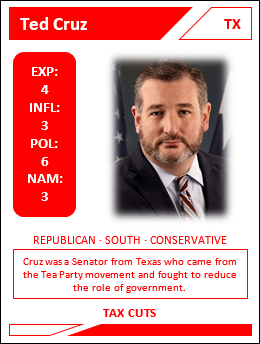 Ted Cruz
TX
EXP:
4
INFL:
3
POL:
6
NAM:
3
REPUBLICAN · SOUTH · CONSERVATIVE
Cruz was a Senator from Texas who came from
the Tea Party movement and fought to reduce
the role of government.
TAX CUTS